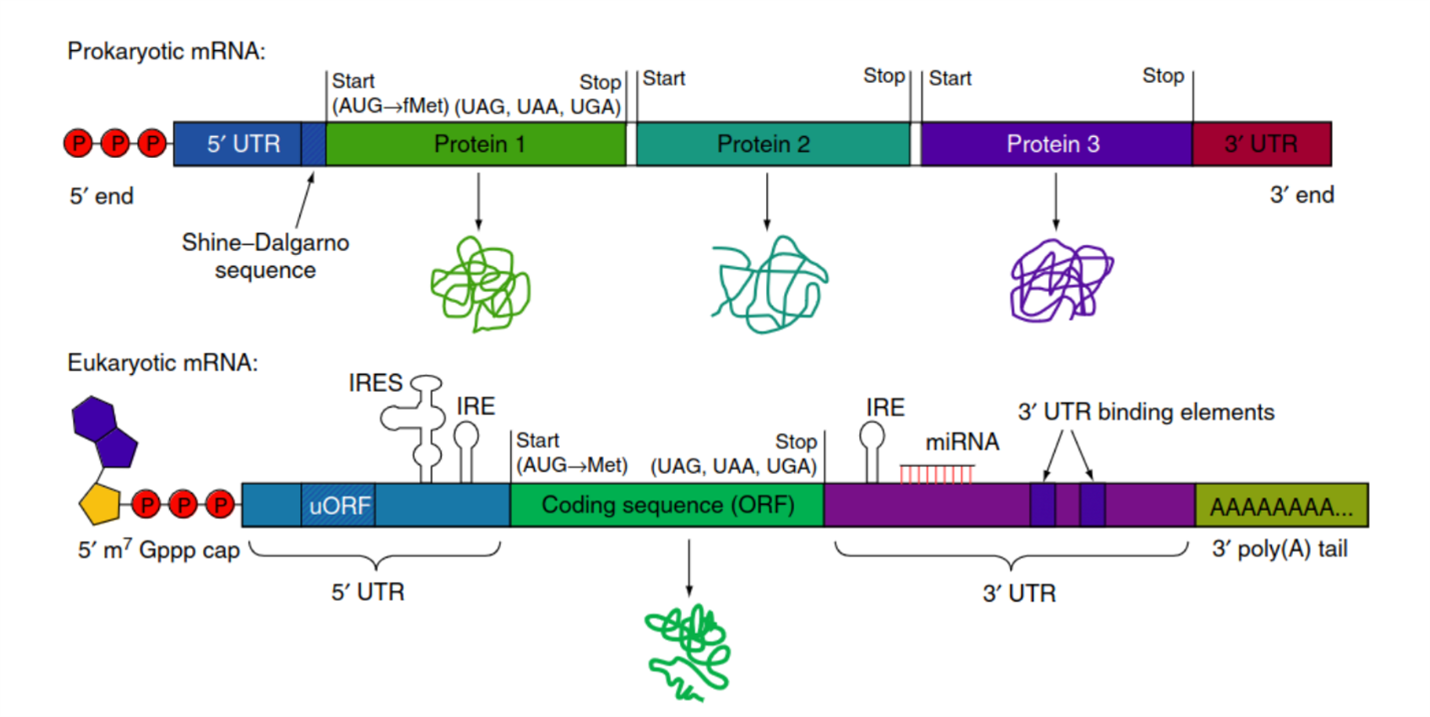 Prokaryotic mRNA:
Start
Stop
Start
Stop
Start
Stop
(AUG→fMet) (UAG, UAA, UGA)
P P P
5′ UTR
Protein 1
Protein 2
Protein 3
3′ UTR
5′ end
3′ end
Shine–Dalgarno
sequence
Eukaryotic mRNA:
IRES
IRE
Start
Stop
(AUG→Met) (UAG, UAA, UGA)
IRE
miRNA
3′ UTR binding elements
P P P
uORF
Coding sequence (ORF)
AAAAAAAA...
5′ m⁷ Gppp cap
5′ UTR
3′ UTR
3′ poly(A) tail